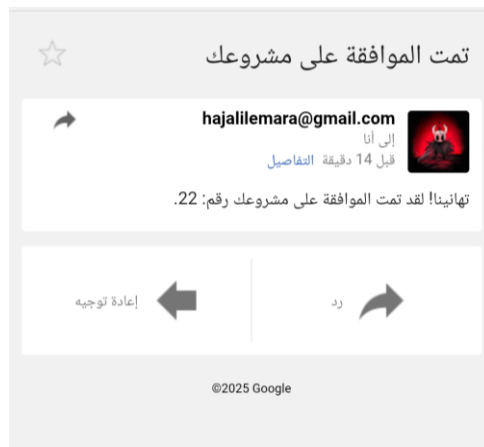 تمت الموافقة على مشروعك
hajalilemara@gmail.com
إلى أنا
قبل 14 دقيقة التفاصيل
تهانينا! لقد تمت الموافقة على مشروعك رقم: 22.
رد
إعادة توجيه
©2025 Google